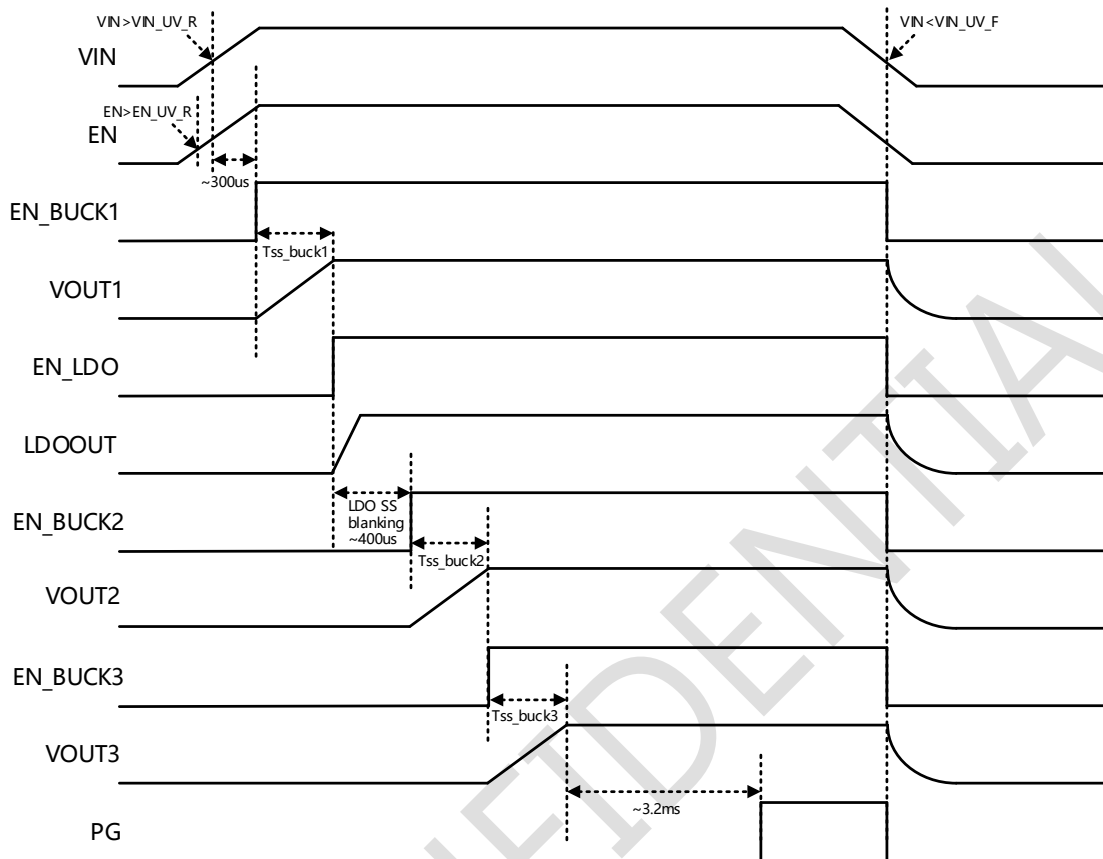 VIN>VIN_UV_R
VIN<VIN_UV_F
VIN
EN>EN_UV_R
EN
~300us
EN_BUCK1
Tss_buck1
VOUT1
EN_LDO
LDOOUT
LDO SS
blanking
~400us
EN_BUCK2
Tss_buck2
VOUT2
EN_BUCK3
Tss_buck3
VOUT3
~3.2ms
PG
FIDENTIAL